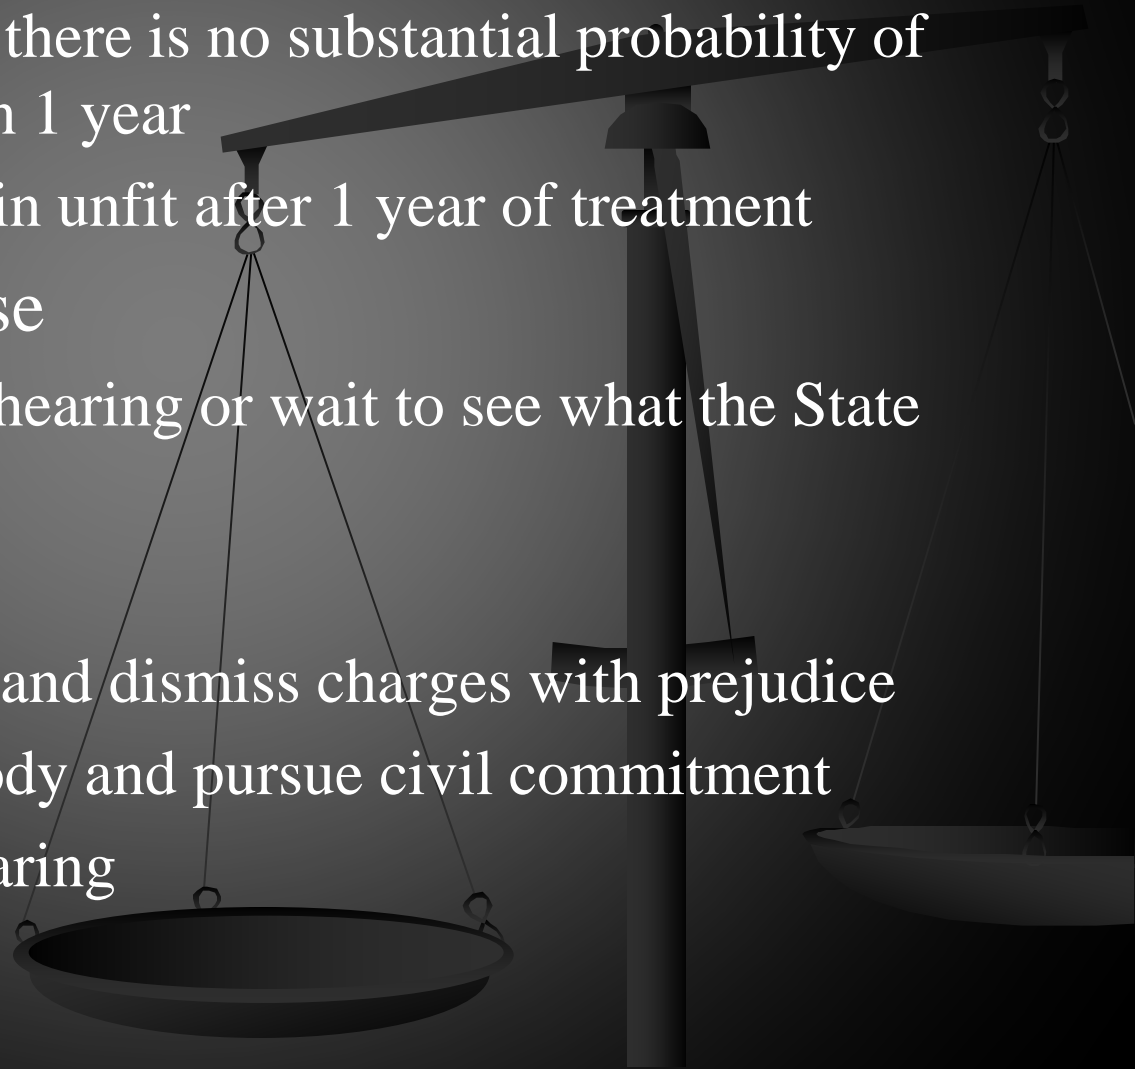 there is no substantial probability of
n 1 year
in unfit after 1 year of treatment
se
hearing or wait to see what the State
and dismiss charges with prejudice
ody and pursue civil commitment
aring